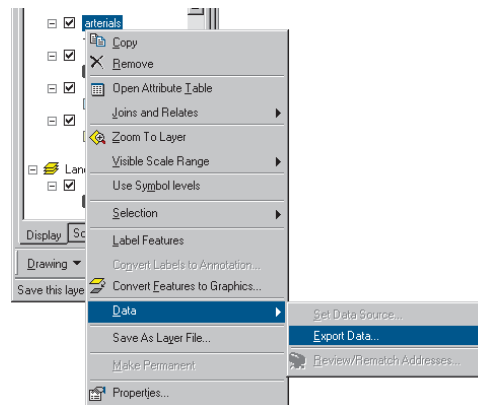 arterials
Copy
Remove
Open Attribute Table
Joins and Relates
Zoom To Layer
Visible Scale Range
Use Symbol levels
Lan
Selection
Display
Label Features
Drawing
Convert Labels to Annotation...
Save this laye
Convert Features to Graphics...
Data
Set Data Source...
Save As Layer File...
Export Data...
Make Permanent
Review/Rematch Addresses...
Properties...